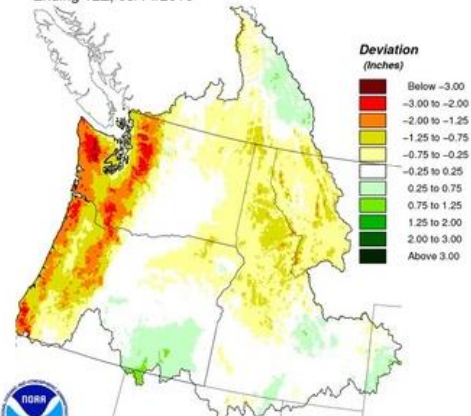 Deviation
(Inches)
Below −3.00
−3.00 to −2.00
−2.00 to −1.25
−1.25 to −0.75
−0.75 to −0.25
−0.25 to 0.25
0.25 to 0.75
0.75 to 1.25
1.25 to 2.00
2.00 to 3.00
Above 3.00
NOAA